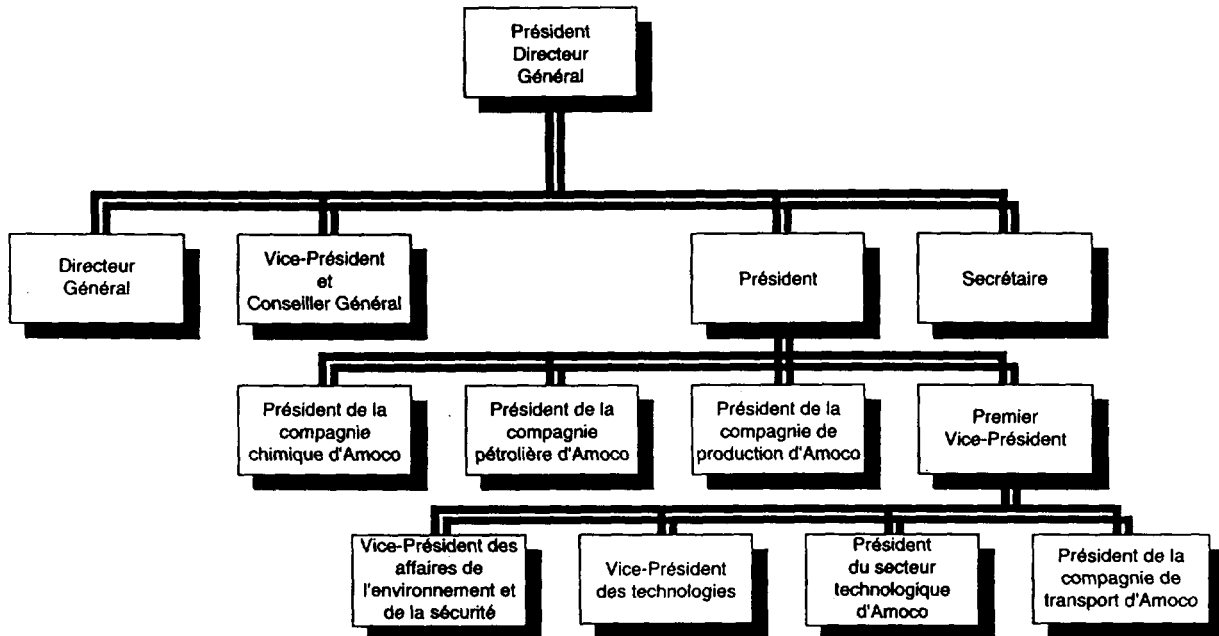 Président
Directeur
Général
Directeur
Général
Vice-Président
et
Conseiller Général
Président
Secrétaire
Président de la
compagnie
chimique d'Amoco
Président de la
compagnie
pétrolière d'Amoco
Président de la
compagnie de
production d'Amoco
Premier
Vice-Président
Vice-Président des
affaires de
l'environnement et
de la sécurité
Vice-Président
des technologies
Président
du secteur
technologique
d'Amoco
Président de la
compagnie de
transport d'Amoco